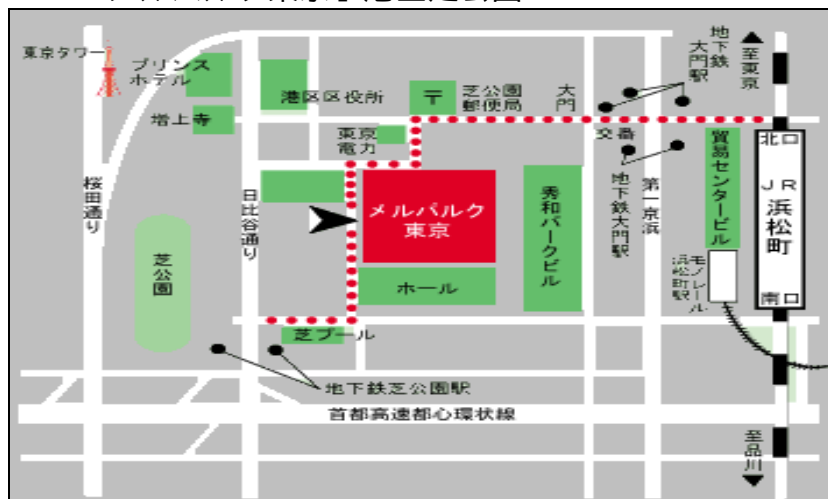 東京タワー
プリンス
ホテル
増上寺
港区区役所
〒
芝公園
郵便局
大門
地下鉄
大門駅
至東京
東京
電力
交番
貿易センタービル
北口
JR
浜松町
南口
桜田通り
日比谷通り
メルパルク
東京
秀和パークビル
地下鉄大門駅
第一京浜
モノレール
浜松町駅
芝公園
ホール
芝プール
地下鉄芝公園駅
首都高速都心環状線
至品川